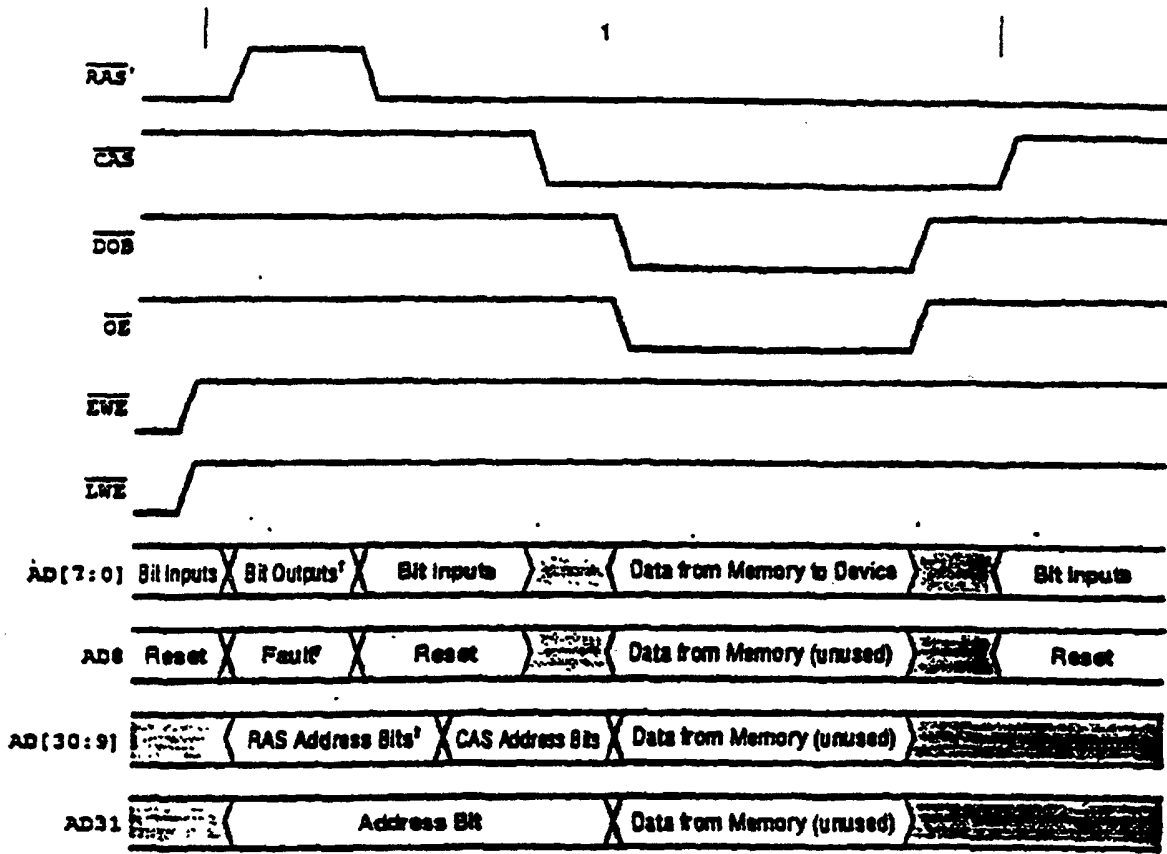 1
RAS'
CAS
DOB
OE
EWE
LWE
AD[7:0] Bit Inputs Bit Outputs† Bit Inputs Data from Memory to Device Bit Inputs
AD8 Reset Fault† Reset Data from Memory (unused) Reset
AD[30:9] RAS Address Bits† CAS Address Bits Data from Memory (unused)
AD31 Address Bit Data from Memory (unused)